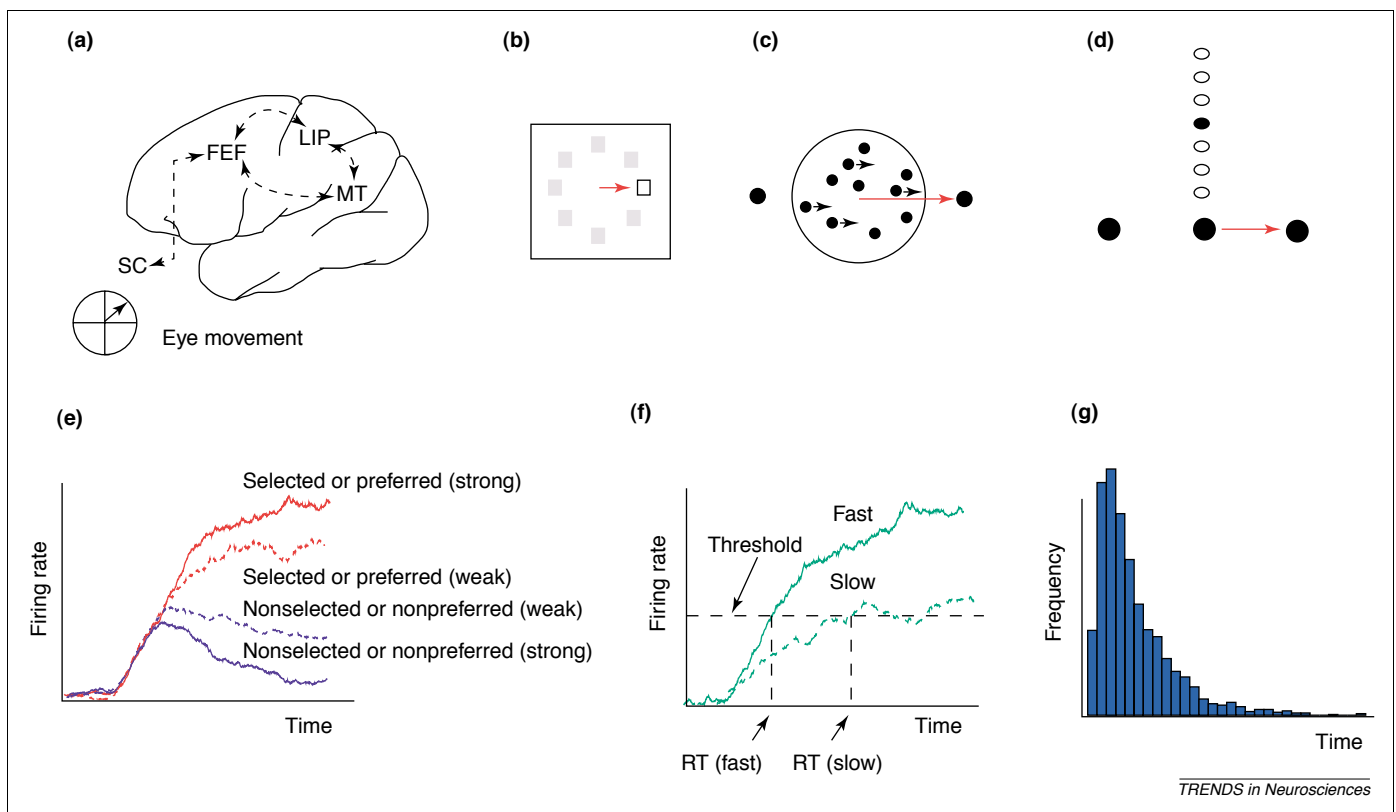 (a)
FEF
LIP
MT
SC
Eye movement
(b)
(c)
(d)
(e)
Firing rate
Selected or preferred (strong)
Selected or preferred (weak)
Nonselected or nonpreferred (weak)
Nonselected or nonpreferred (strong)
Time
(f)
Firing rate
Threshold
Fast
Slow
Time
RT (fast)
RT (slow)
(g)
Frequency
Time
TRENDS in Neurosciences